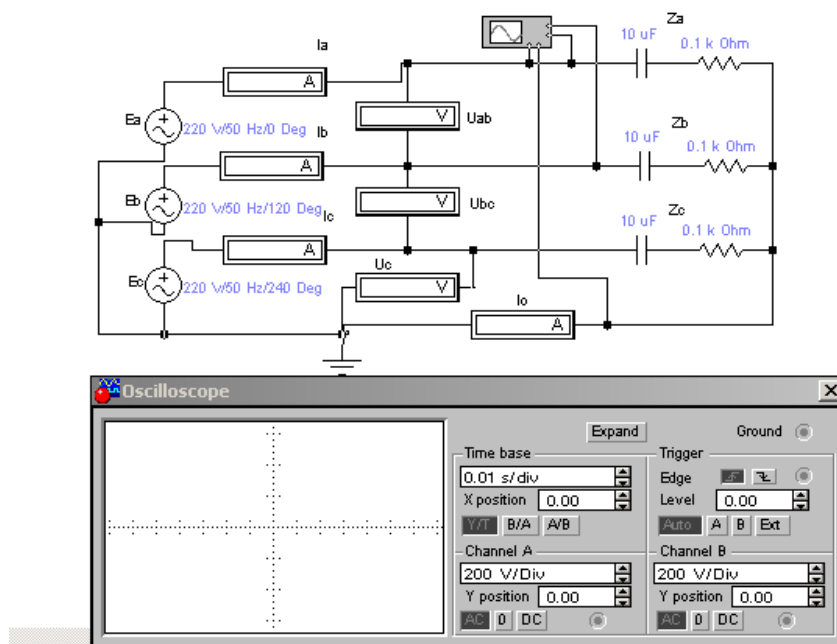 Za
10 uF
0.1 k Ohm
Ia
A
Ea
220 V/50 Hz/0 Deg
V
Uab
Ib
A
Zb
10 uF
0.1 k Ohm
Eb
220 V/50 Hz/120 Deg
V
Ubc
Ic
A
Zc
10 uF
0.1 k Ohm
Uc
V
Ec
220 V/50 Hz/240 Deg
Io
A
Oscilloscope
Expand
Ground
Time base
Trigger
0.01 s/div
Edge
X position 0.00
Level 0.00
Y/T B/A A/B
Auto A B Ext
Channel A
Channel B
200 V/Div
200 V/Div
Y position 0.00
Y position 0.00
AC 0 DC
AC 0 DC